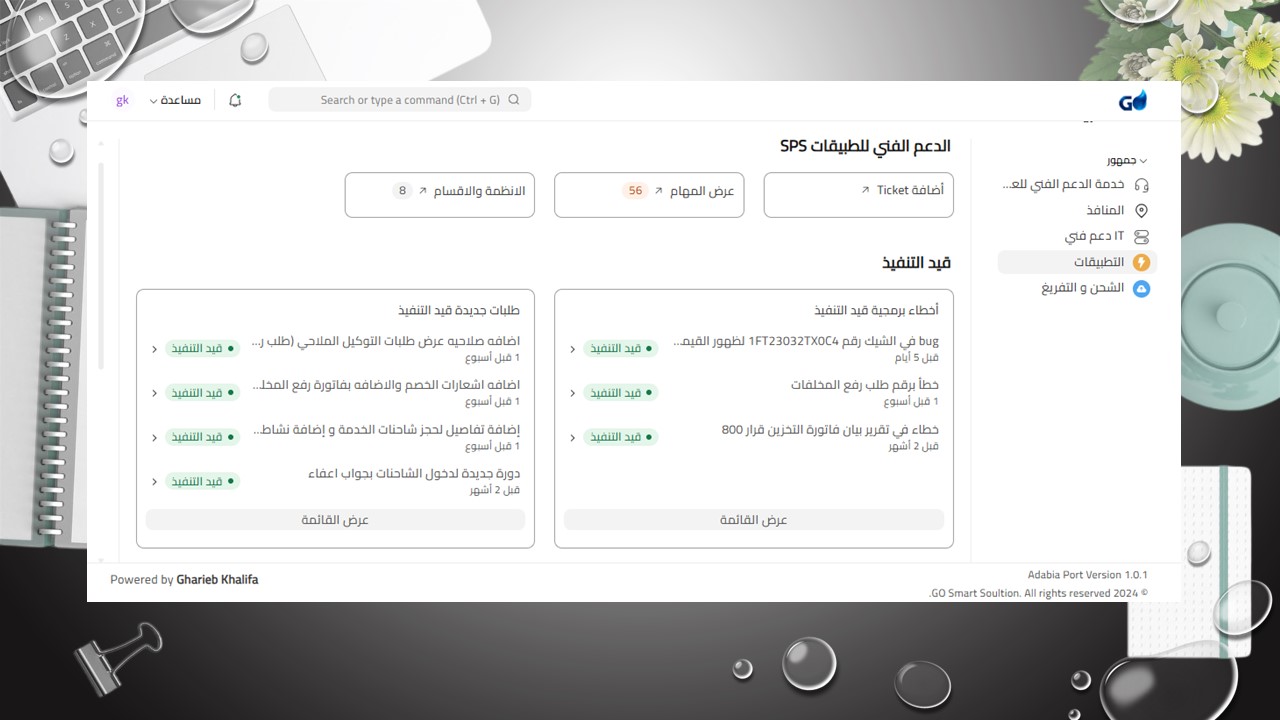 GO
Search or type a command (Ctrl + G)
مساعدة
gk
جمهور
خدمة الدعم الفني للعـ...
المنافذ
IT دعم فني
التطبيقات
الشحن و التفريغ
الدعم الفني للطبيقات SPS
أضافة Ticket
عرض المهام 56
الانظمة والاقسام 8
قيد التنفيذ
أخطاء برمجية قيد التنفيذ
bug في الشيك رقم 1FT23032TX0C4 لظهور القيمـ...
قيد التنفيذ
قبل 5 أيام
خطأ برقم طلب رفع المخلفات
قيد التنفيذ
1 قبل أسبوع
خطاء في تقرير بيان فاتورة التخزين قرار 800
قيد التنفيذ
قبل 2 أشهر
عرض القائمة
طلبات جديدة قيد التنفيذ
اضافه صلاحيه عرض طلبات التوكيل الملاحي (طلب ر...
قيد التنفيذ
1 قبل أسبوع
اضافه اشعارات الخصم والاضافه بفاتورة رفع المخلـ...
قيد التنفيذ
1 قبل أسبوع
إضافة تفاصيل لحجز شاحنات الخدمة و إضافة نشاط...
قيد التنفيذ
1 قبل أسبوع
دورة جديدة لدخول الشاحنات بجواب اعفاء
قيد التنفيذ
قبل 2 أشهر
عرض القائمة
Adabia Port Version 1.0.1
© 2024 GO Smart Soultion. All rights reserved.
Powered by Gharieb Khalifa